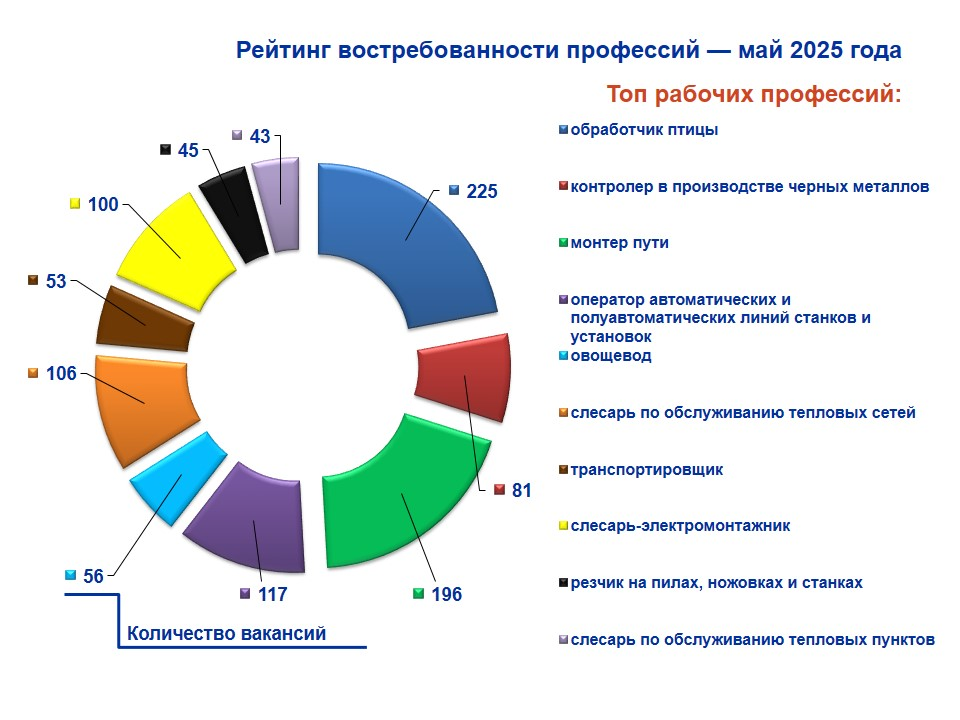 Рейтинг востребованности профессий — май 2025 года
Топ рабочих профессий:
225
81
196
117
56
106
53
100
45
43
Количество вакансий
обработчик птицы
контролер в производстве черных металлов
монтер пути
оператор автоматических и
полуавтоматических линий станков и
установок
овощевод
слесарь по обслуживанию тепловых сетей
транспортировщик
слесарь-электромонтажник
резчик на пилах, ножовках и станках
слесарь по обслуживанию тепловых пунктов